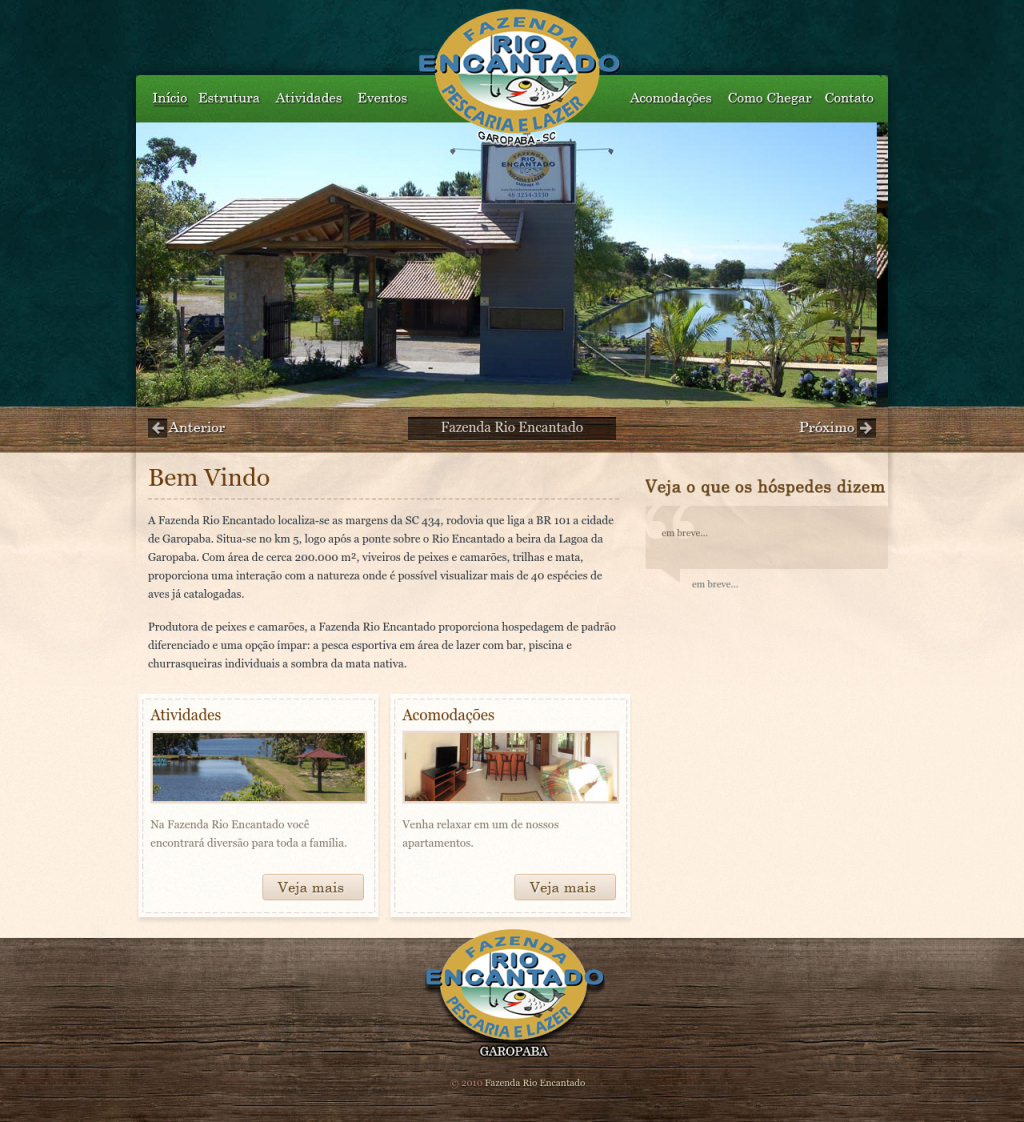 FAZENDA
RIO
ENCANTADO
PESCARIA E LAZER
GAROPABA - SC
Início Estrutura Atividades Eventos
Acomodações Como Chegar Contato
FAZENDA
RIO
ENCANTADO
PESCARIA E LAZER
Anterior
Fazenda Rio Encantado
Próximo
Bem Vindo
A Fazenda Rio Encantado localiza-se as margens da SC 434, rodovia que liga a BR 101 a cidade
de Garopaba. Situa-se no km 5, logo após a ponte sobre o Rio Encantado a beira da Lagoa da
Garopaba. Com área de cerca 200.000 m², viveiros de peixes e camarões, trilhas e mata,
proporciona uma interação com a natureza onde é possível visualizar mais de 40 espécies de
aves já catalogadas.
Produtora de peixes e camarões, a Fazenda Rio Encantado proporciona hospedagem de padrão
diferenciado e uma opção ímpar: a pesca esportiva em área de lazer com bar, piscina e
churrasqueiras individuais a sombra da mata nativa.
Veja o que os hóspedes dizem
em breve...
em breve...
Atividades
Na Fazenda Rio Encantado você
encontrará diversão para toda a família.
Veja mais
Acomodações
Venha relaxar em um de nossos
apartamentos.
Veja mais
FAZENDA
RIO
ENCANTADO
PESCARIA E LAZER
GAROPABA
© 2010 Fazenda Rio Encantado